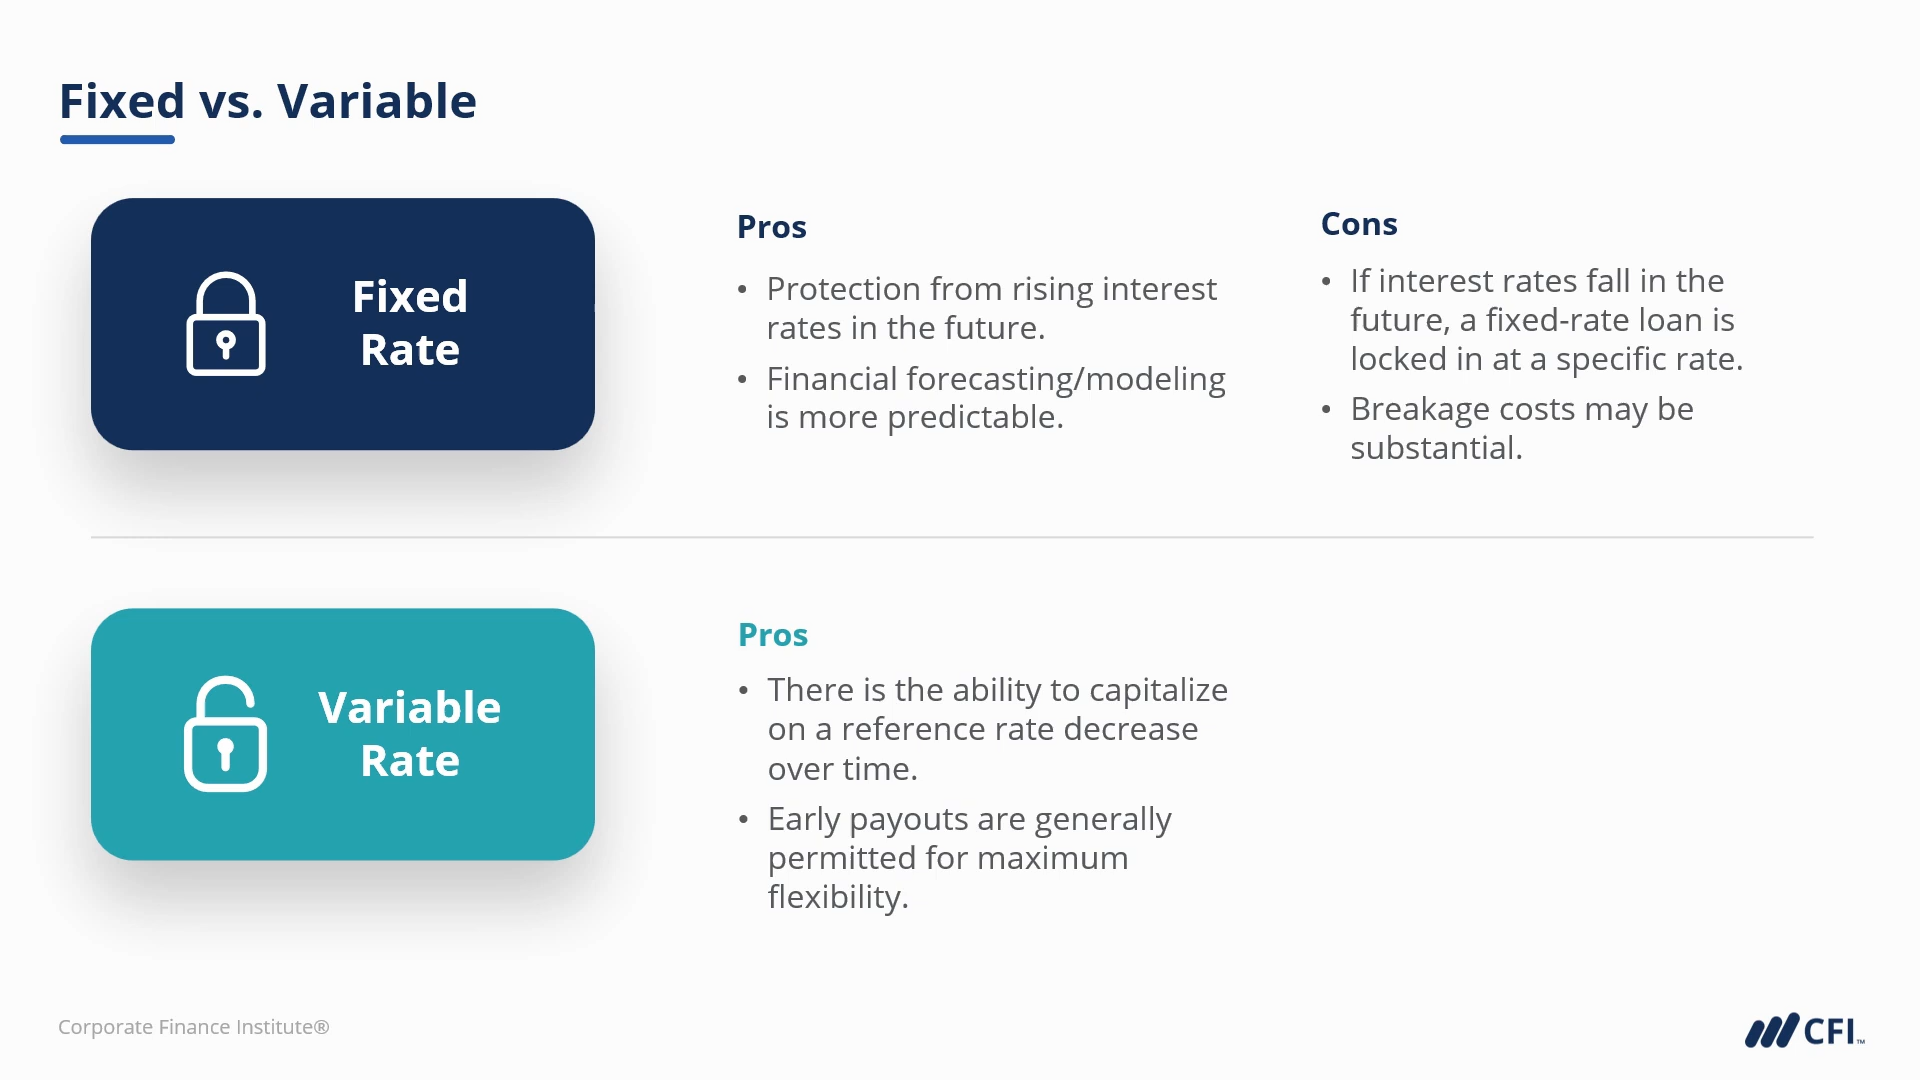 Fixed vs. Variable
Fixed
Rate
Pros
• Protection from rising interest
rates in the future.
• Financial forecasting/modeling
is more predictable.
Cons
• If interest rates fall in the
future, a fixed-rate loan is
locked in at a specific rate.
• Breakage costs may be
substantial.
Variable
Rate
Pros
• There is the ability to capitalize
on a reference rate decrease
over time.
• Early payouts are generally
permitted for maximum
flexibility.
Corporate Finance Institute®
CFI™